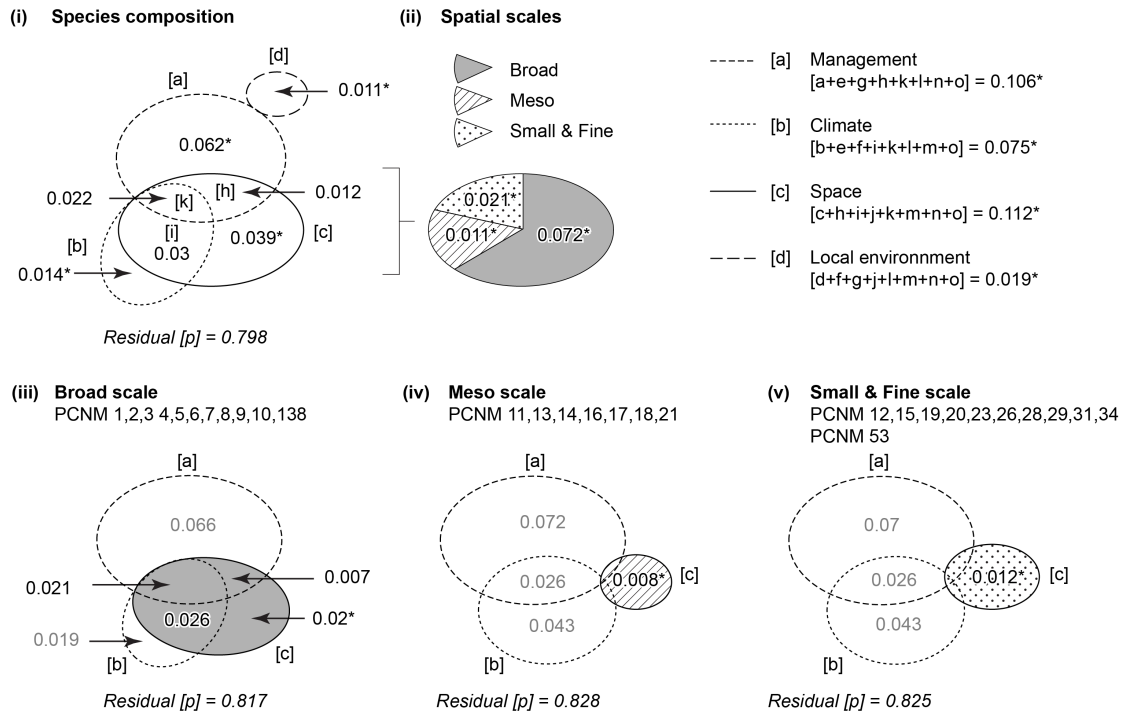 (i) Species composition
[d]
[a]
0.011*
0.062*
0.022
[k]
[h]
0.012
[b]
[i]
0.03
0.039*
[c]
0.014*
Residual [p] = 0.798
(ii) Spatial scales
Broad
Meso
Small & Fine
0.021*
0.011*
0.072*
[a] Management
[a+e+g+h+k+l+n+o] = 0.106*
[b] Climate
[b+e+f+i+k+l+m+o] = 0.075*
[c] Space
[c+h+i+j+k+m+n+o] = 0.112*
[d] Local environnment
[d+f+g+j+l+m+n+o] = 0.019*
(iii) Broad scale
PCNM 1,2,3 4,5,6,7,8,9,10,138
[a]
0.066
0.021
0.007
0.026
0.02*
0.019
[b]
[c]
Residual [p] = 0.817
(iv) Meso scale
PCNM 11,13,14,16,17,18,21
[a]
0.072
0.026
0.008*
[c]
0.043
[b]
Residual [p] = 0.828
(v) Small & Fine scale
PCNM 12,15,19,20,23,26,28,29,31,34
PCNM 53
[a]
0.07
0.026
0.012*
[c]
0.043
[b]
Residual [p] = 0.825